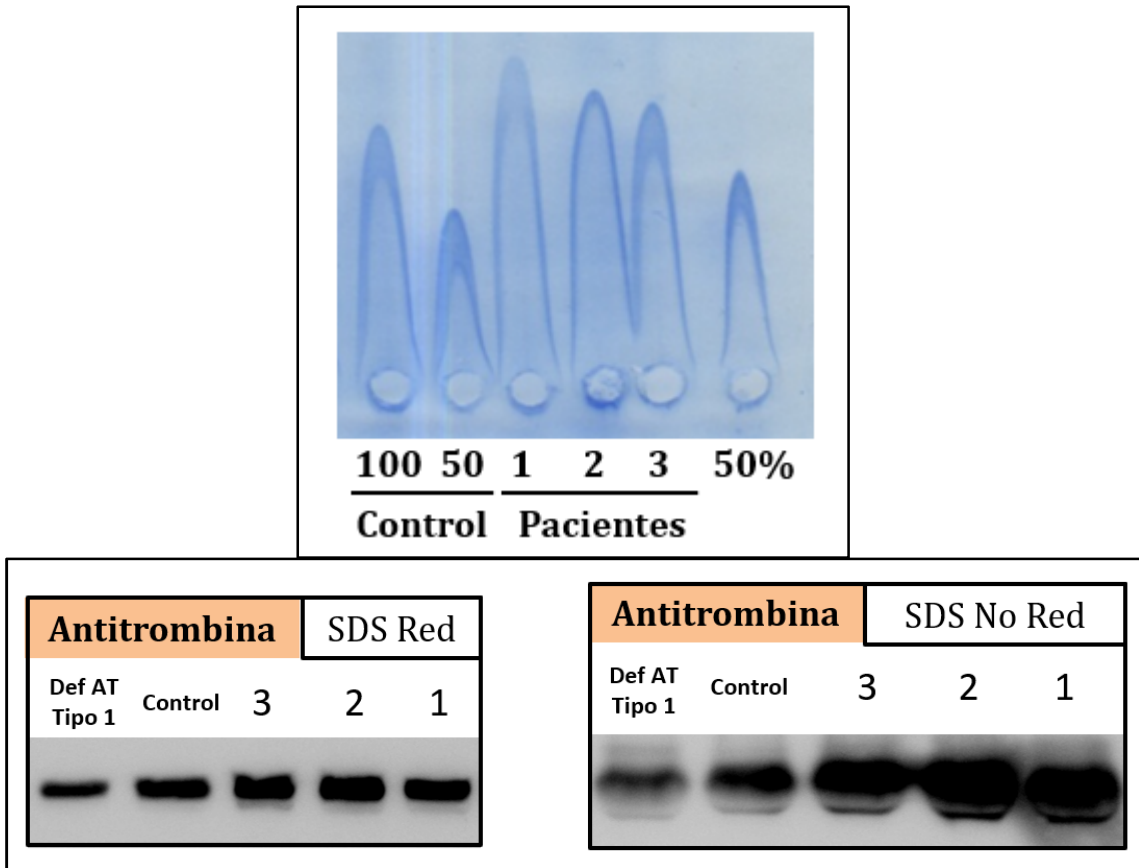 100 50 1 2 3 50%
Control Pacientes
Antitrombina SDS Red
Def AT Tipo 1 Control 3 2 1
Antitrombina SDS No Red
Def AT Tipo 1 Control 3 2 1